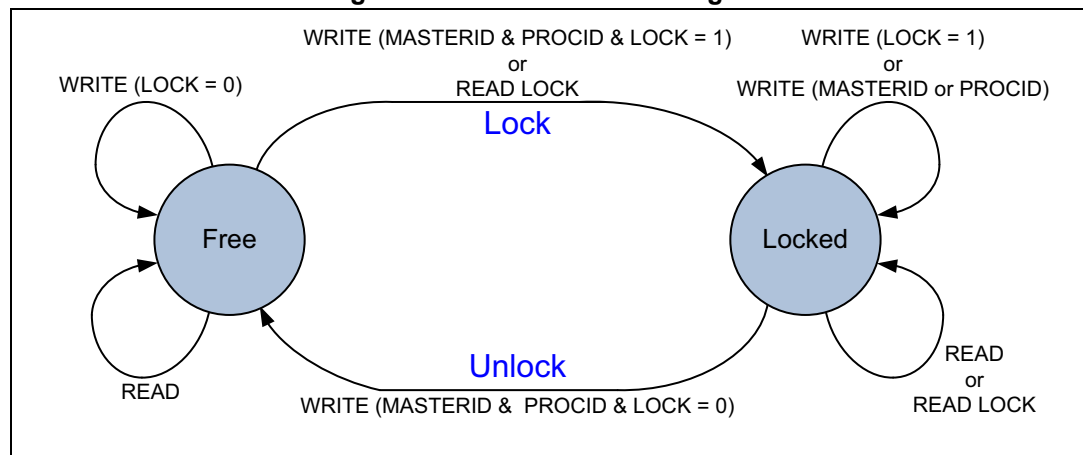 WRITE (MASTERID & PROCID & LOCK = 1)
or
READ LOCK
Lock
WRITE (LOCK = 1)
or
WRITE (MASTERID or PROCID)
WRITE (LOCK = 0)
Free
Locked
READ
Unlock
WRITE (MASTERID & PROCID & LOCK = 0)
READ
or
READ LOCK